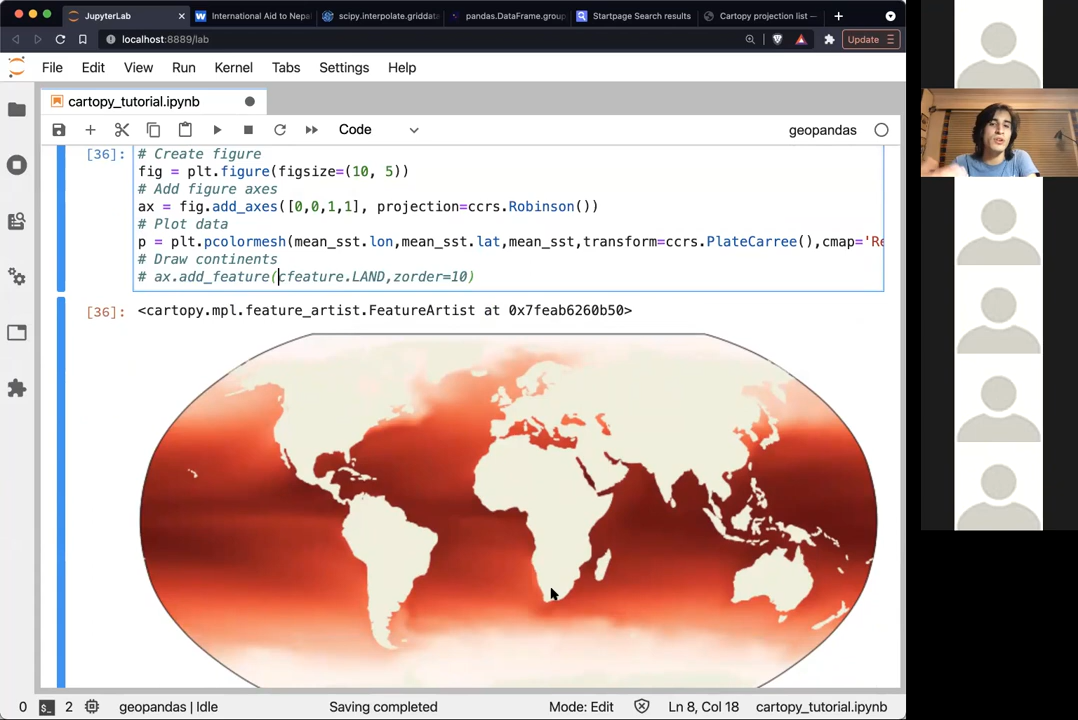 JupyterLab
International Aid to Nepa
scipy.interpolate.gridda
pandas.DataFrame.group
Startpage Search results
Cartopy projection list —
localhost:8889/lab
Update
File Edit View Run Kernel Tabs Settings Help
cartopy_tutorial.ipynb
Code
geopandas
[36]:
# Create figure
fig = plt.figure(figsize=(10, 5))
# Add figure axes
ax = fig.add_axes([0,0,1,1], projection=ccrs.Robinson())
# Plot data
p = plt.pcolormesh(mean_sst.lon,mean_sst.lat,mean_sst,transform=ccrs.PlateCarree(),cmap='Re
# Draw continents
# ax.add_feature(cfeature.LAND,zorder=10)
[36]:
<cartopy.mpl.feature_artist.FeatureArtist at 0x7feab6260b50>
0 $_ 2 geopandas | Idle Saving completed Mode: Edit Ln 8, Col 18 cartopy_tutorial.ipynb